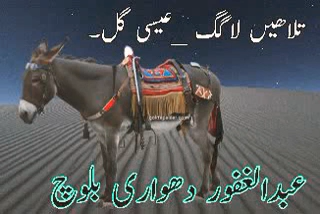 تلاھیں لاگگ _ عیسی گل۔
عبدالغفور دھواری بلوچ